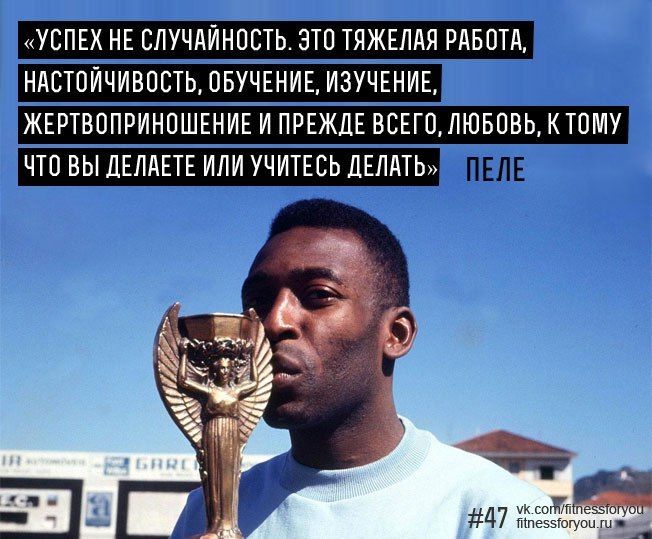 «УСПЕХ НЕ СЛУЧАЙНОСТЬ. ЭТО ТЯЖЕЛАЯ РАБОТА,
НАСТОЙЧИВОСТЬ, ОБУЧЕНИЕ, ИЗУЧЕНИЕ,
ЖЕРТВОПРИНОШЕНИЕ И ПРЕЖДЕ ВСЕГО, ЛЮБОВЬ, К ТОМУ
ЧТО ВЫ ДЕЛАЕТЕ ИЛИ УЧИТЕСЬ ДЕЛАТЬ» ПЕЛЕ
F.C.
#47 vk.com/fitnessforyou
fitnessforyou.ru